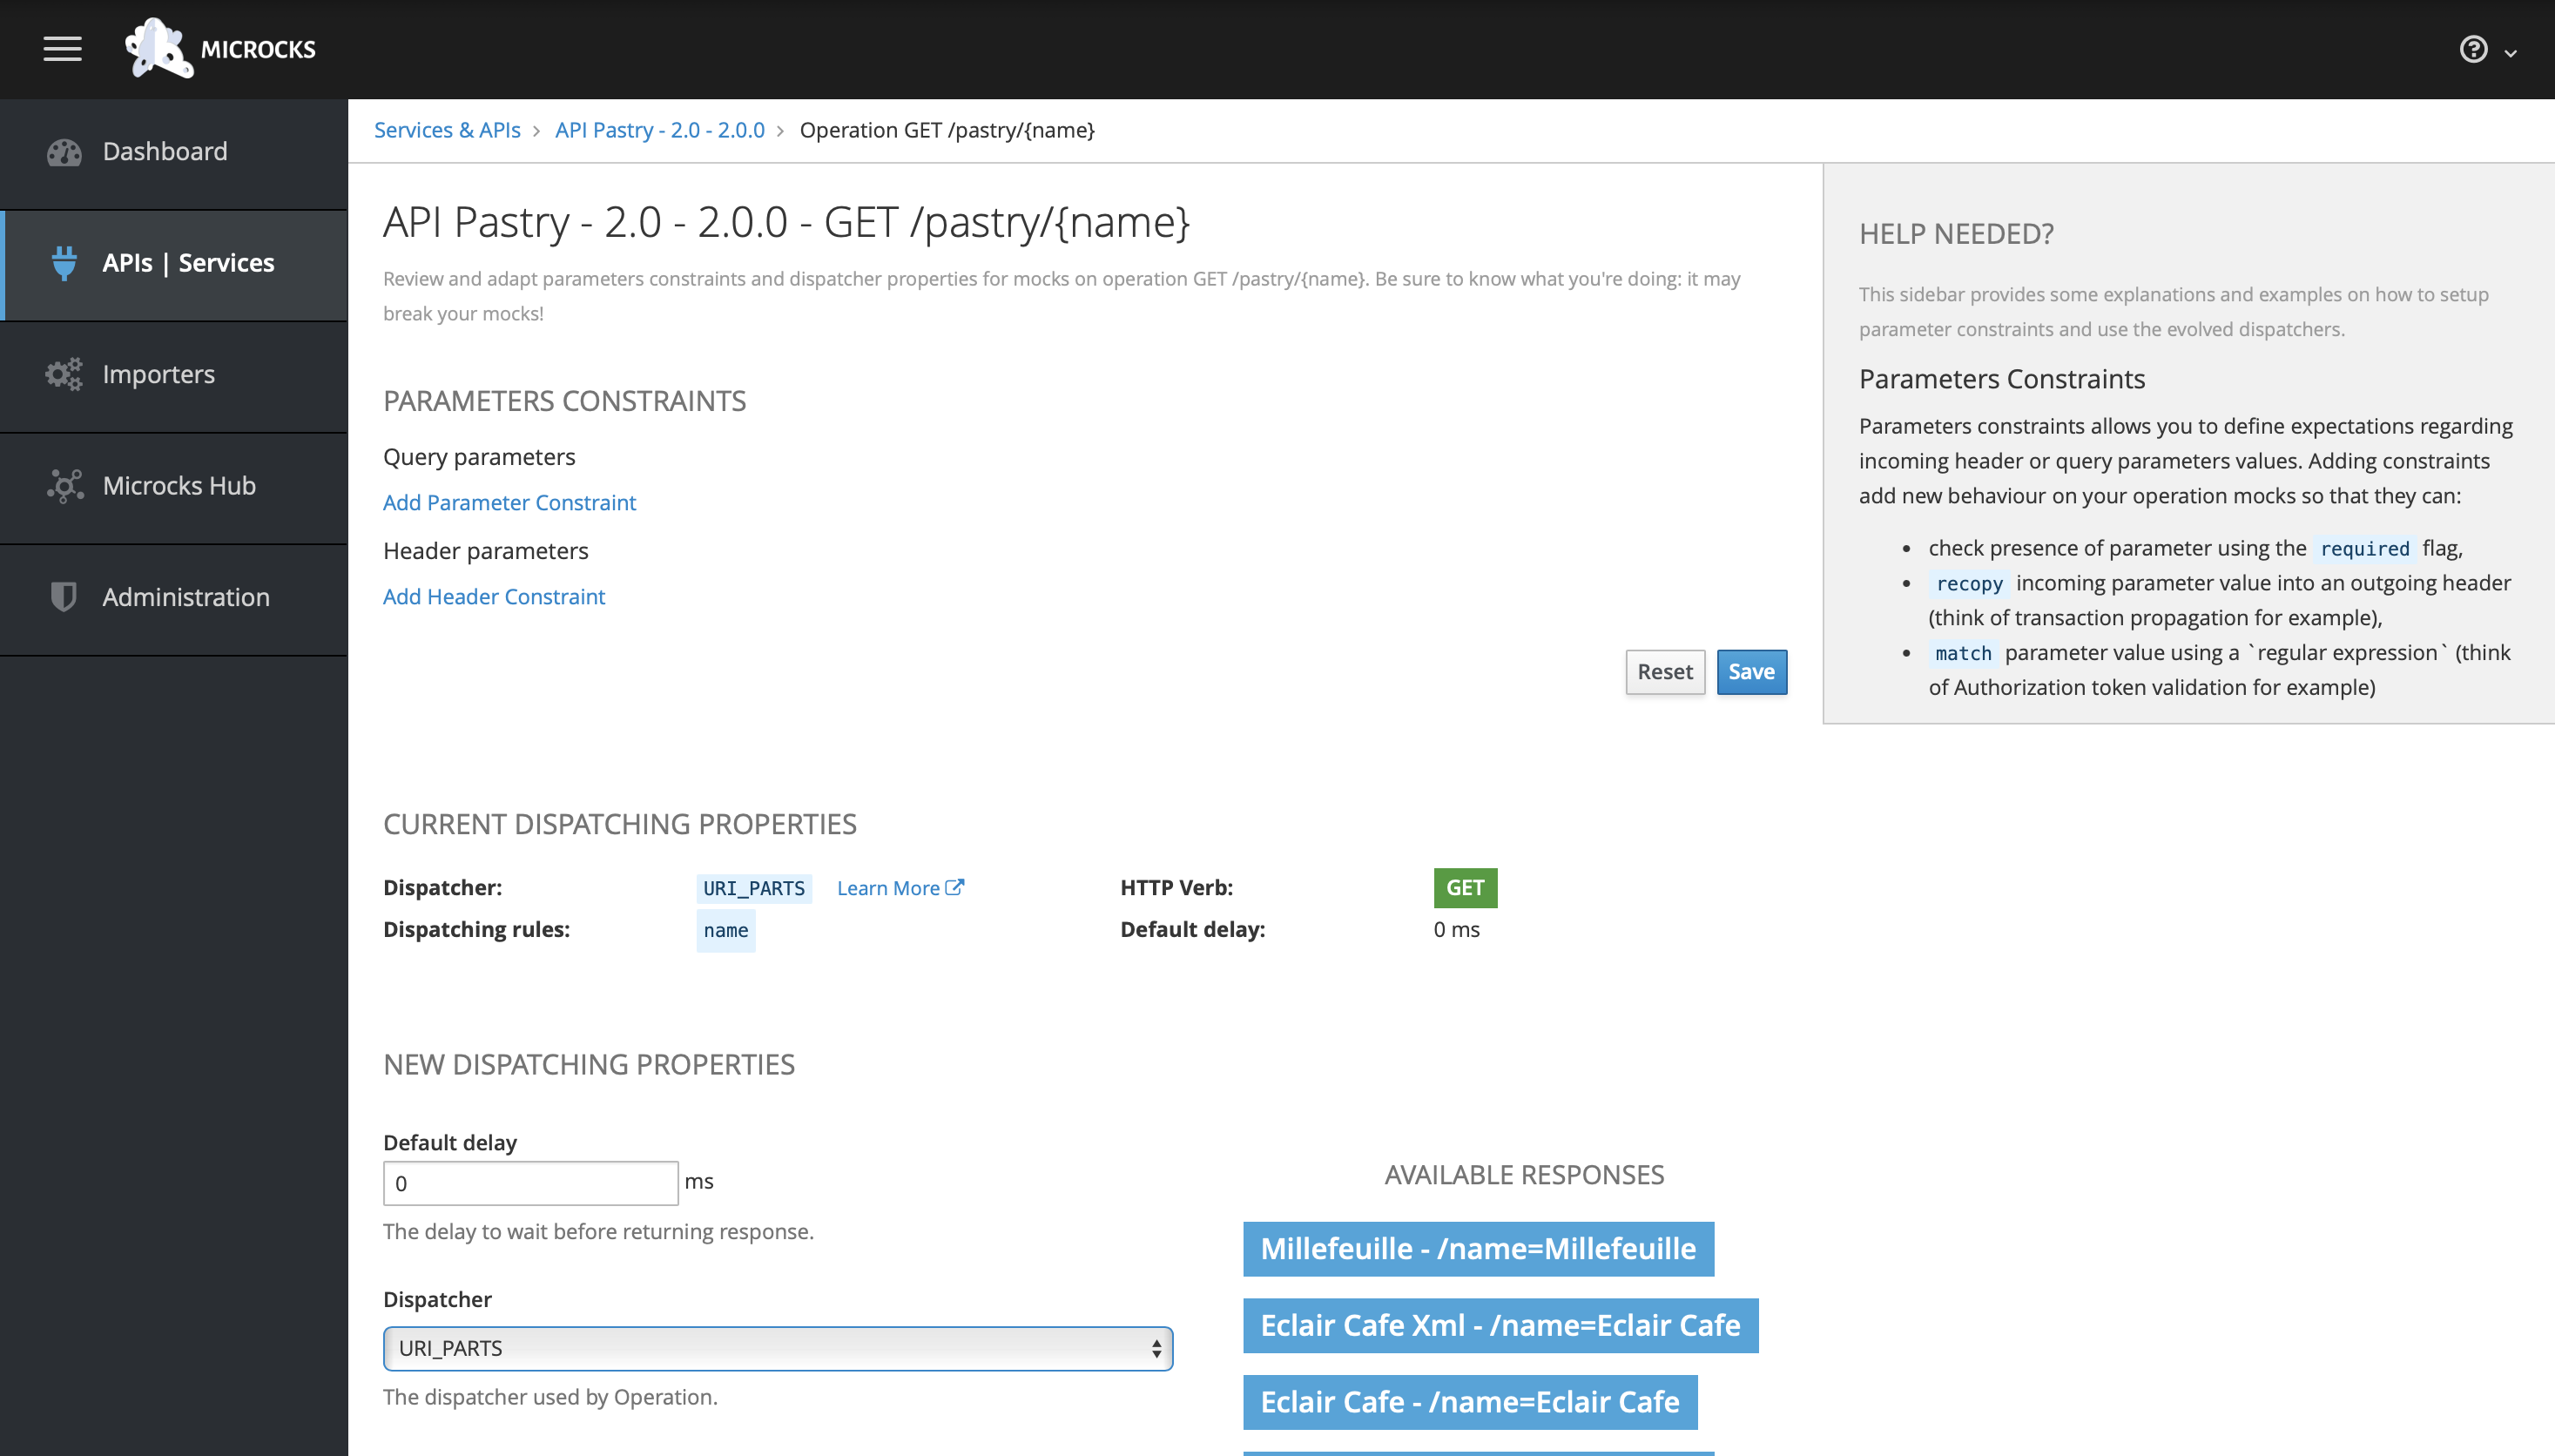 MICROCKS
Dashboard
APIs | Services
Importers
Microcks Hub
Administration
Services & APIs > API Pastry - 2.0 - 2.0.0 > Operation GET /pastry/{name}
API Pastry - 2.0 - 2.0.0 - GET /pastry/{name}
Review and adapt parameters constraints and dispatcher properties for mocks on operation GET /pastry/{name}. Be sure to know what you're doing: it may
break your mocks!
PARAMETERS CONSTRAINTS
Query parameters
Add Parameter Constraint
Header parameters
Add Header Constraint
Reset Save
HELP NEEDED?
This sidebar provides some explanations and examples on how to setup
parameter constraints and use the evolved dispatchers.
Parameters Constraints
Parameters constraints allows you to define expectations regarding
incoming header or query parameters values. Adding constraints
add new behaviour on your operation mocks so that they can:
• check presence of parameter using the required flag,
• recopy incoming parameter value into an outgoing header
(think of transaction propagation for example),
• match parameter value using a `regular expression` (think
of Authorization token validation for example)
CURRENT DISPATCHING PROPERTIES
Dispatcher: URI_PARTS Learn More HTTP Verb: GET
Dispatching rules: name Default delay: 0 ms
NEW DISPATCHING PROPERTIES
Default delay
0 ms
The delay to wait before returning response.
Dispatcher
URI_PARTS
The dispatcher used by Operation.
AVAILABLE RESPONSES
Millefeuille - /name=Millefeuille
Eclair Cafe Xml - /name=Eclair Cafe
Eclair Cafe - /name=Eclair Cafe